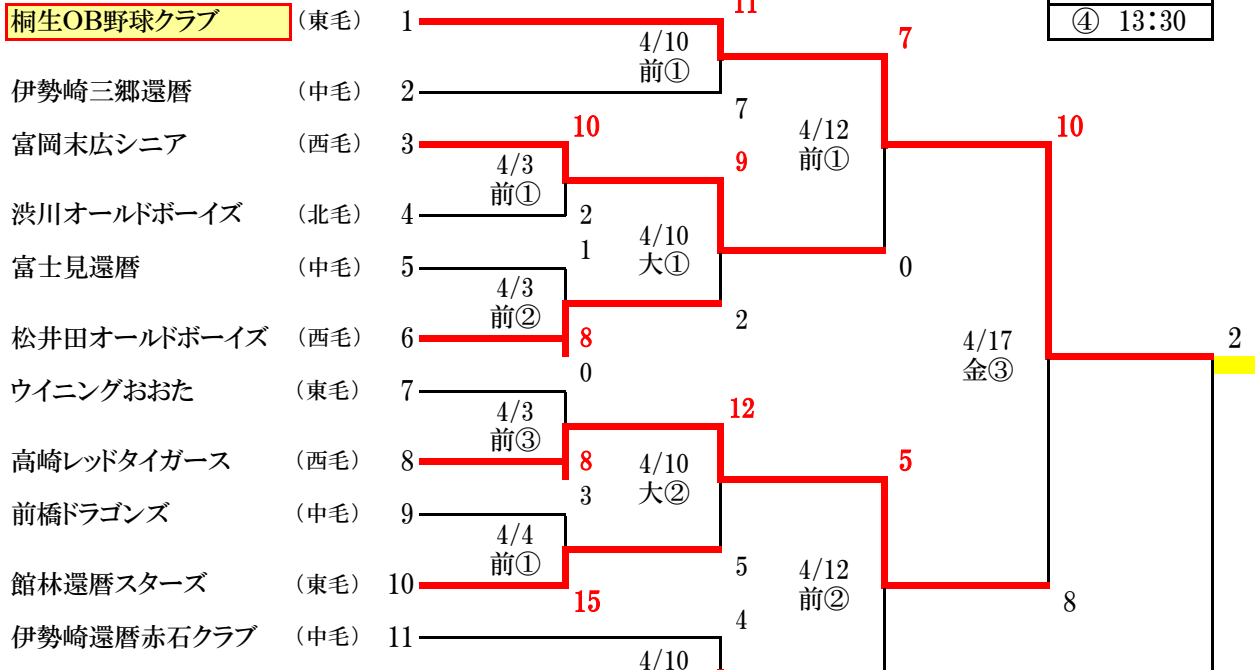 11
桐生OB野球クラブ (東毛) 1
④ 13:30
4/10
前①
7
伊勢崎三郷還暦 (中毛) 2
7
富岡末広シニア (西毛) 3
10
4/12
前①
10
4/3
前①
9
渋川オールドボーイズ (北毛) 4
2
1
4/10
大①
富士見還暦 (中毛) 5
0
4/3
前②
2
松井田オールドボーイズ (西毛) 6
8
4/17
金③
2
0
ウイニングおおた (東毛) 7
4/3
前③
12
高崎レッドタイガース (西毛) 8
8
3
4/10
大②
5
前橋ドラゴンズ (中毛) 9
4/4
前①
5
4/12
前②
館林還暦スターズ (東毛) 10
15
8
4
伊勢崎還暦赤石クラブ (中毛) 11
4/10